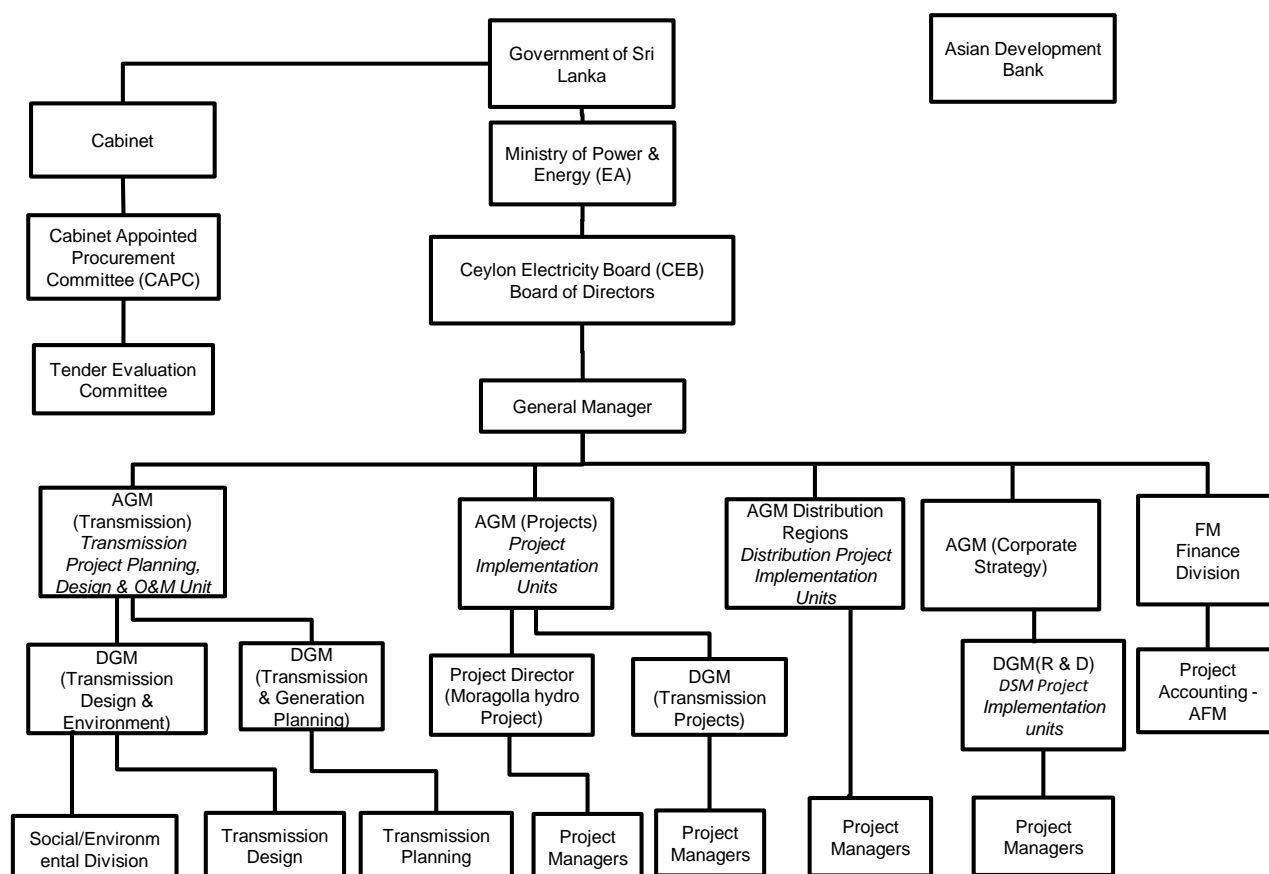 Government of Sri
Lanka
Asian Development
Bank
Cabinet
Ministry of Power &
Energy (EA)
Cabinet Appointed
Procurement
Committee (CAPC)
Ceylon Electricity Board (CEB)
Board of Directors
Tender Evaluation
Committee
General Manager
AGM
(Transmission)
Transmission
Project Planning,
Design & O&M Unit
AGM (Projects)
Project
Implementation
Units
AGM Distribution
Regions
Distribution Project
Implementation
Units
AGM (Corporate
Strategy)
FM
Finance
Division
DGM
(Transmission
Design &
Environment)
DGM
(Transmission
& Generation
Planning)
Project Director
(Moragolla hydro
Project)
DGM
(Transmission
Projects)
DGM(R & D)
DSM Project
Implementation
units
Project
Accounting -
AFM
Social/Environm
ental Division
Transmission
Design
Transmission
Planning
Project
Managers
Project
Managers
Project
Managers
Project
Managers